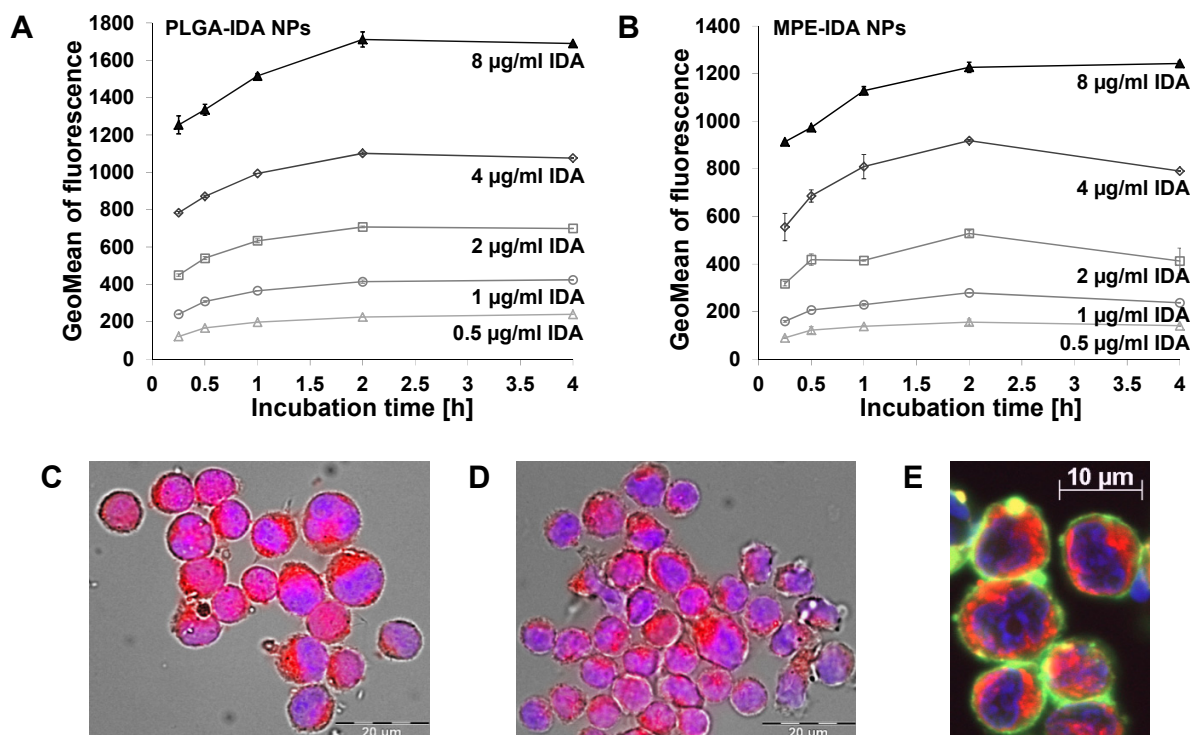 A
PLGA-IDA NPs
GeoMean of fluorescence
1800
1600
1400
1200
1000
800
600
400
200
0
8 µg/ml IDA
4 µg/ml IDA
2 µg/ml IDA
1 µg/ml IDA
0.5 µg/ml IDA
0 0.5 1 1.5 2 2.5 3 3.5 4
Incubation time [h]
B
MPE-IDA NPs
GeoMean of fluorescence
1400
1200
1000
800
600
400
200
0
8 µg/ml IDA
4 µg/ml IDA
2 µg/ml IDA
1 µg/ml IDA
0.5 µg/ml IDA
0 0.5 1 1.5 2 2.5 3 3.5 4
Incubation time [h]
C
20 µm
D
20 µm
E
10 µm